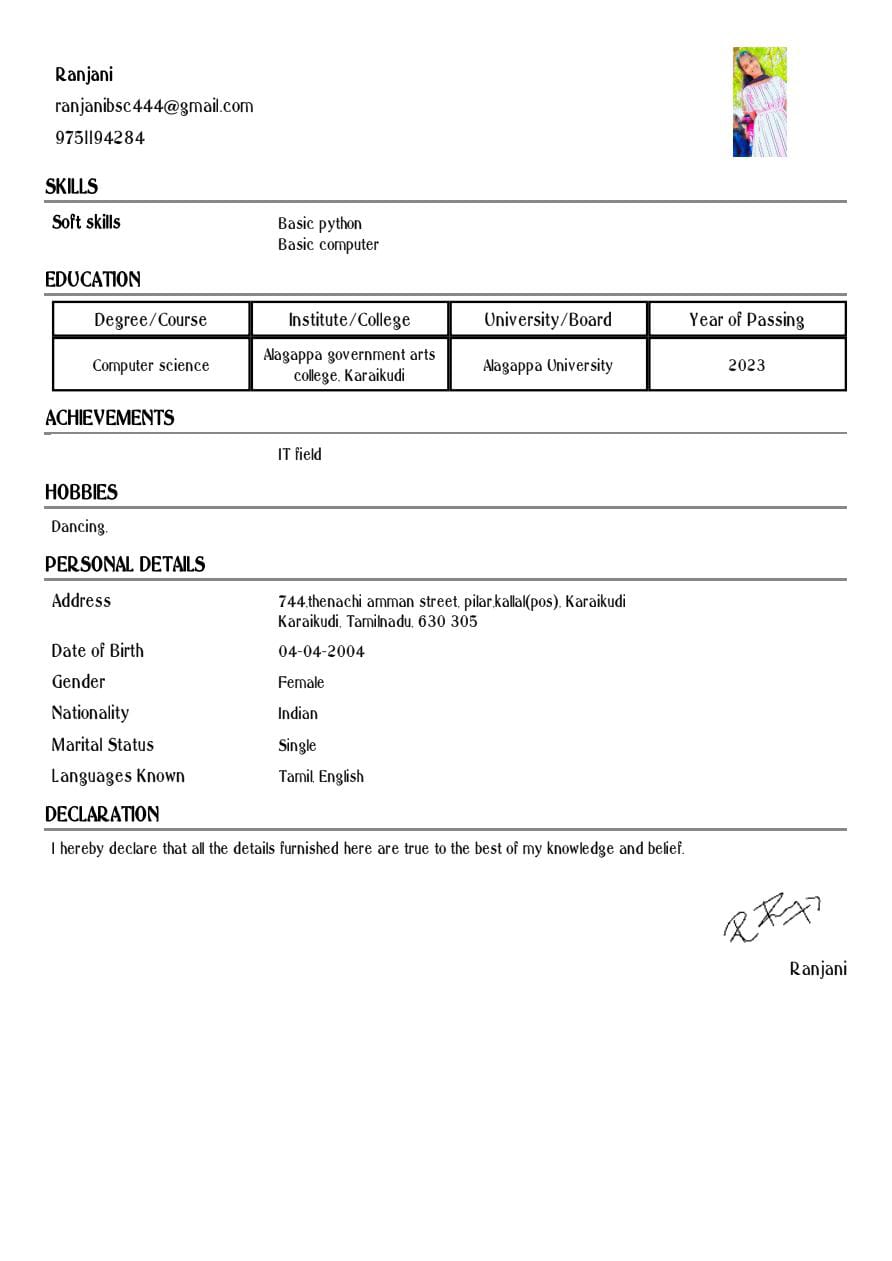 Ranjani
ranjanibsc444@gmail.com
9751194284
SKILLS
Soft skills
Basic python
Basic computer
EDUCATION
Degree/Course Institute/College University/Board Year of Passing
Computer science Alagappa government arts college, Karaikudi Alagappa University 2023
ACHIEVEMENTS
IT field
HOBBIES
Dancing.
PERSONAL DETAILS
Address 744,thenachi amman street, pilar,kallal(pos), Karaikudi
Karaikudi, Tamilnadu, 630 305
Date of Birth 04-04-2004
Gender Female
Nationality Indian
Marital Status Single
Languages Known Tamil, English
DECLARATION
I hereby declare that all the details furnished here are true to the best of my knowledge and belief.
Ranjani